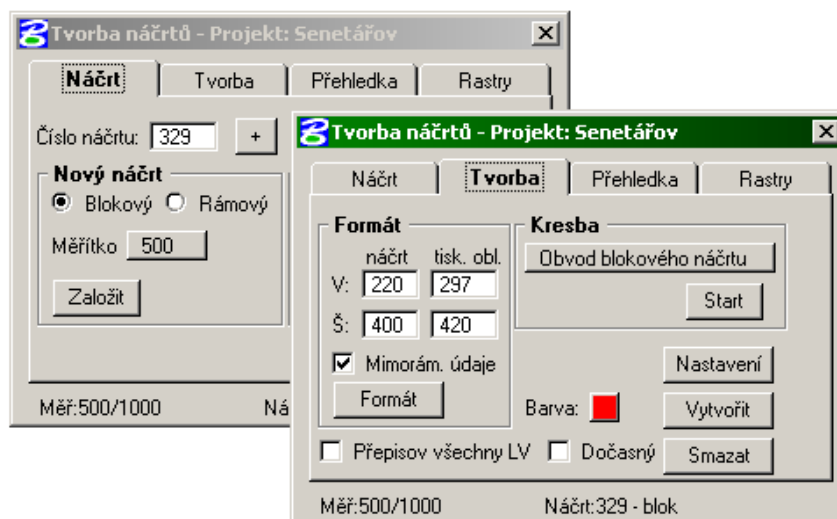 Tvorba náčrtů - Projekt: Senetářov
Náčrt Tvorba Přehledka Rastry
Číslo náčrtu: 329 +
Nový náčrt
Blokový Rámový
Měřítko 500
Založit
Měř:500/1000 Ná
Tvorba náčrtů - Projekt: Senetářov
Náčrt Tvorba Přehledka Rastry
Formát
náčrt tisk. obl.
V: 220 297
Š: 400 420
Mimorám. údaje
Formát
Kresba
Obvod blokového náčrtu
Start
Nastavení
Barva: Vytvořit
Přepisov všechny LV Dočasný Smazat
Měř:500/1000 Náčrt:329 - blok